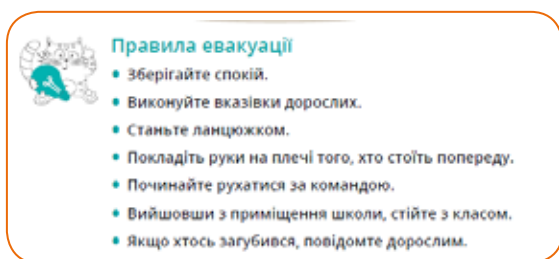 Правила евакуації
• Зберігайте спокій.
• Виконуйте вказівки дорослих.
• Станьте ланцюжком.
• Покладіть руки на плечі того, хто стоїть попереду.
• Починайте рухатися за командою.
• Вийшовши з приміщення школи, стійте з класом.
• Якщо хтось загубився, повідомте дорослим.